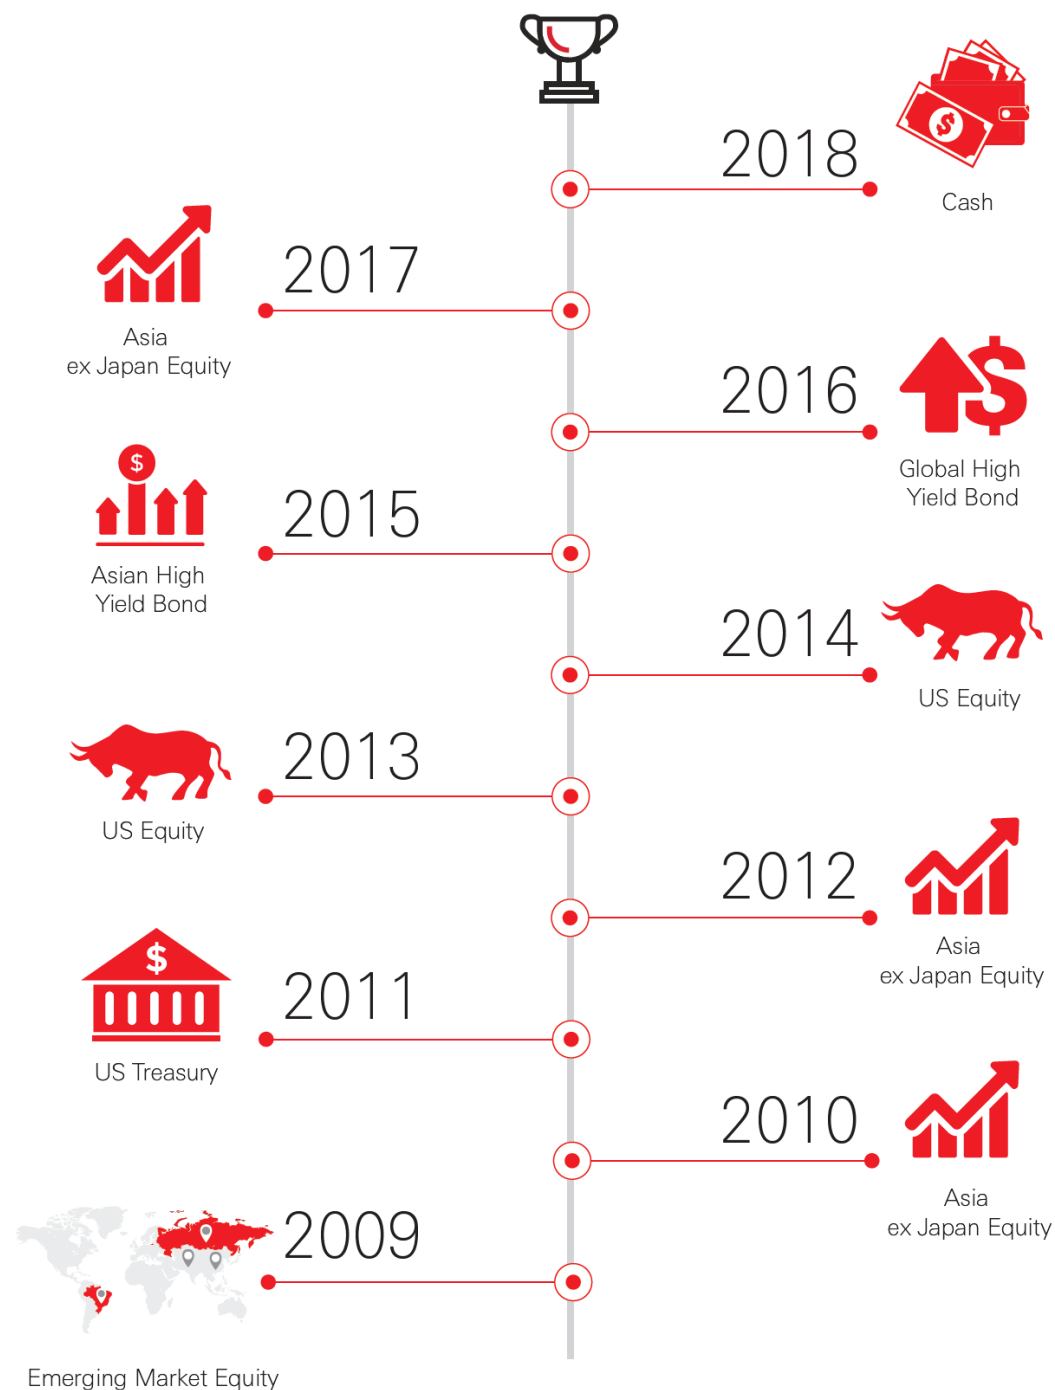 2018
Cash
2017
Asia
ex Japan Equity
2016
$
Global High
Yield Bond
$
2015
Asian High
Yield Bond
2014
US Equity
2013
US Equity
2012
Asia
ex Japan Equity
$
2011
US Treasury
2010
Asia
ex Japan Equity
2009
Emerging Market Equity